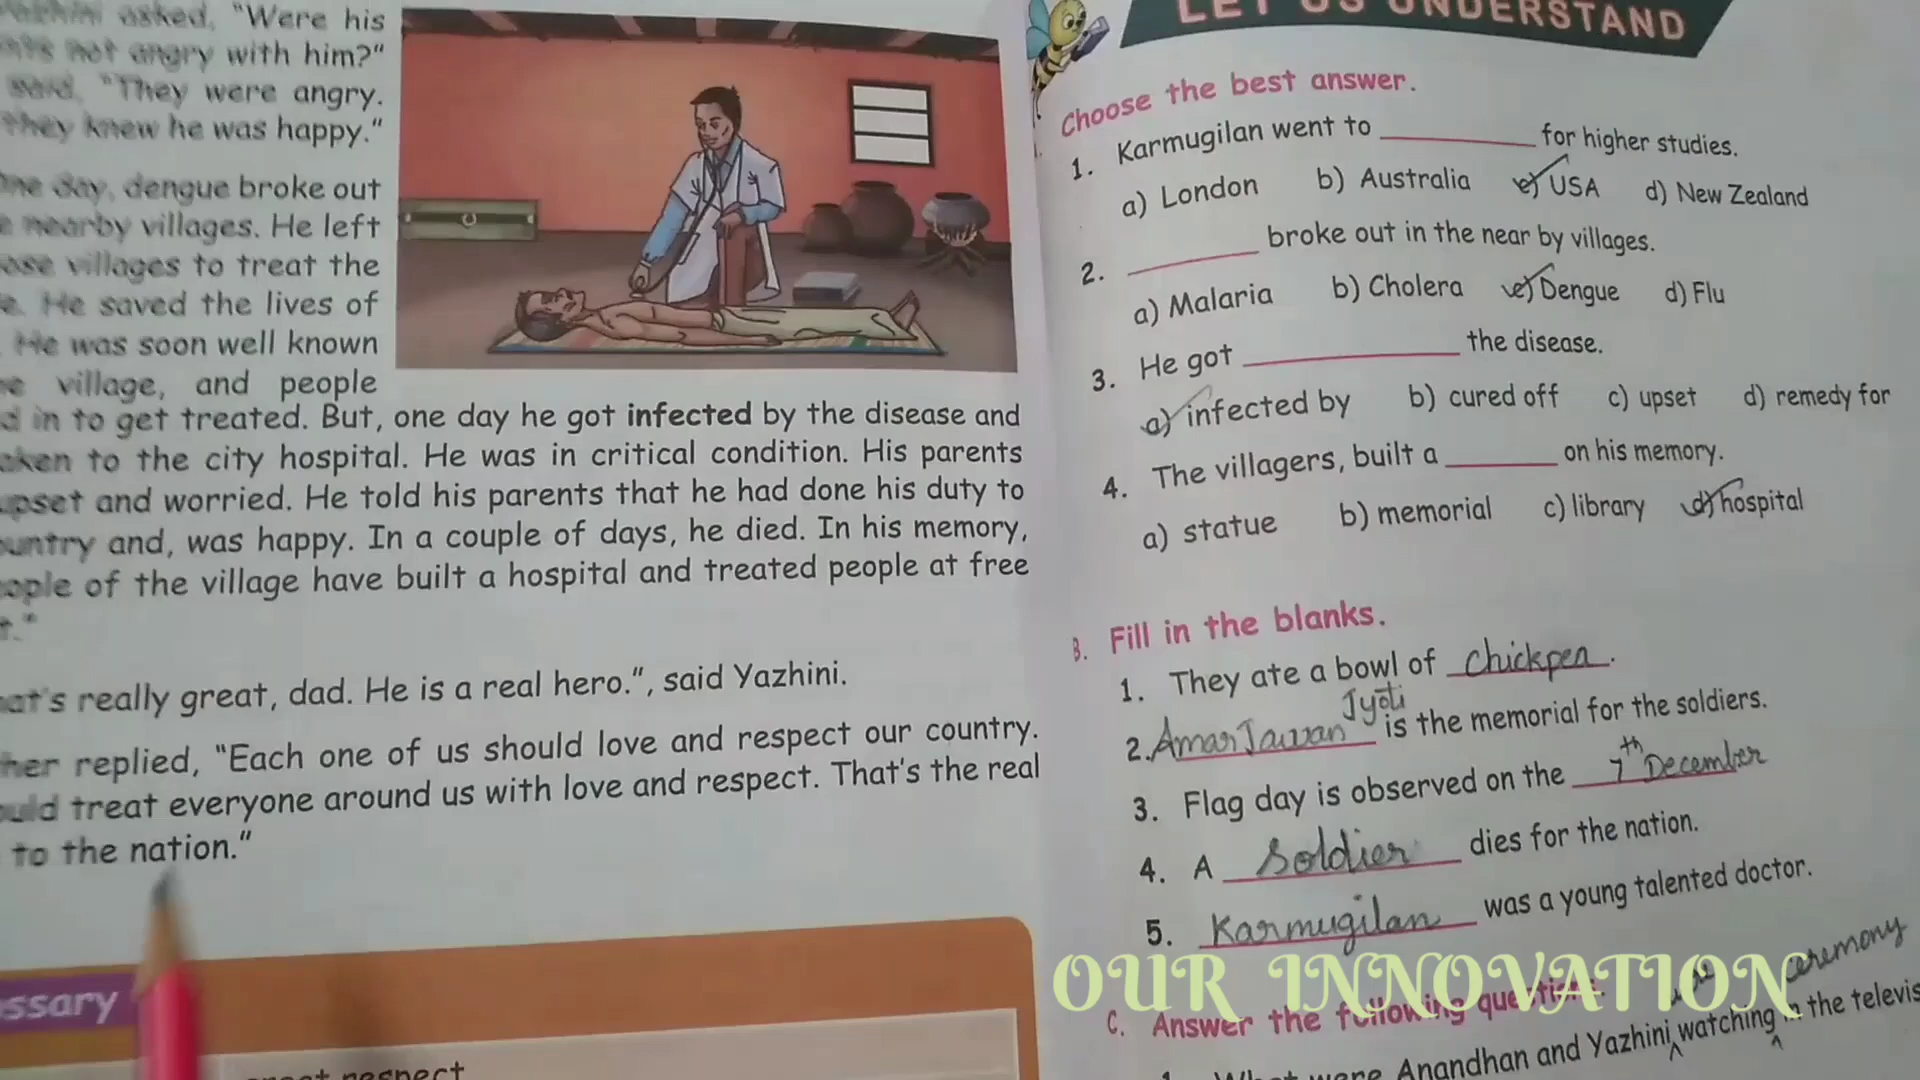 asked, "Were his
not angry with him?"
said, "They were angry.
They knew he was happy."
One day, dengue broke out
nearby villages. He left
villages to treat the
He saved the lives of
He was soon well known
village, and people
in to get treated. But, one day he got infected by the disease and
to the city hospital. He was in critical condition. His parents
upset and worried. He told his parents that he had done his duty to
and, was happy. In a couple of days, he died. In his memory,
of the village have built a hospital and treated people at free
really great, dad. He is a real hero.", said Yazhini.
replied, "Each one of us should love and respect our country.
treat everyone around us with love and respect. That's the real
to the nation."
ssary
respect
LET US UNDERSTAND
Choose the best answer.
1. Karmugilan went to ________ for higher studies.
a) London b) Australia c) USA d) New Zealand
2. ________ broke out in the near by villages.
a) Malaria b) Cholera c) Dengue d) Flu
3. He got ________ the disease.
a) infected by b) cured off c) upset d) remedy for
4. The villagers, built a ________ on his memory.
a) statue b) memorial c) library d) hospital
B. Fill in the blanks.
1. They ate a bowl of chickpea.
2. Amar Jawan Jyoti is the memorial for the soldiers.
3. Flag day is observed on the 7th December
4. A Soldier dies for the nation.
5. Karmugilan was a young talented doctor.
OUR INNOVATION
C. Answer the following questions.
ceremony
1. What were Anandhan and Yazhini watching in the televis